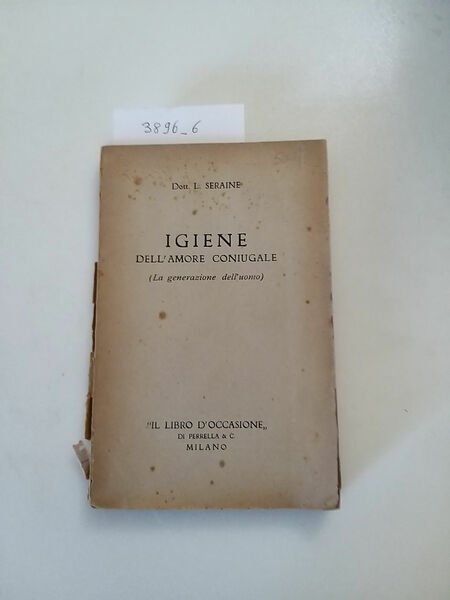 3896_6
Dott. L. SERAINE
IGIENE
DELL'AMORE CONIUGALE
(La generazione dell'uomo)
"IL LIBRO D'OCCASIONE„
DI PERRELLA & C.
MILANO